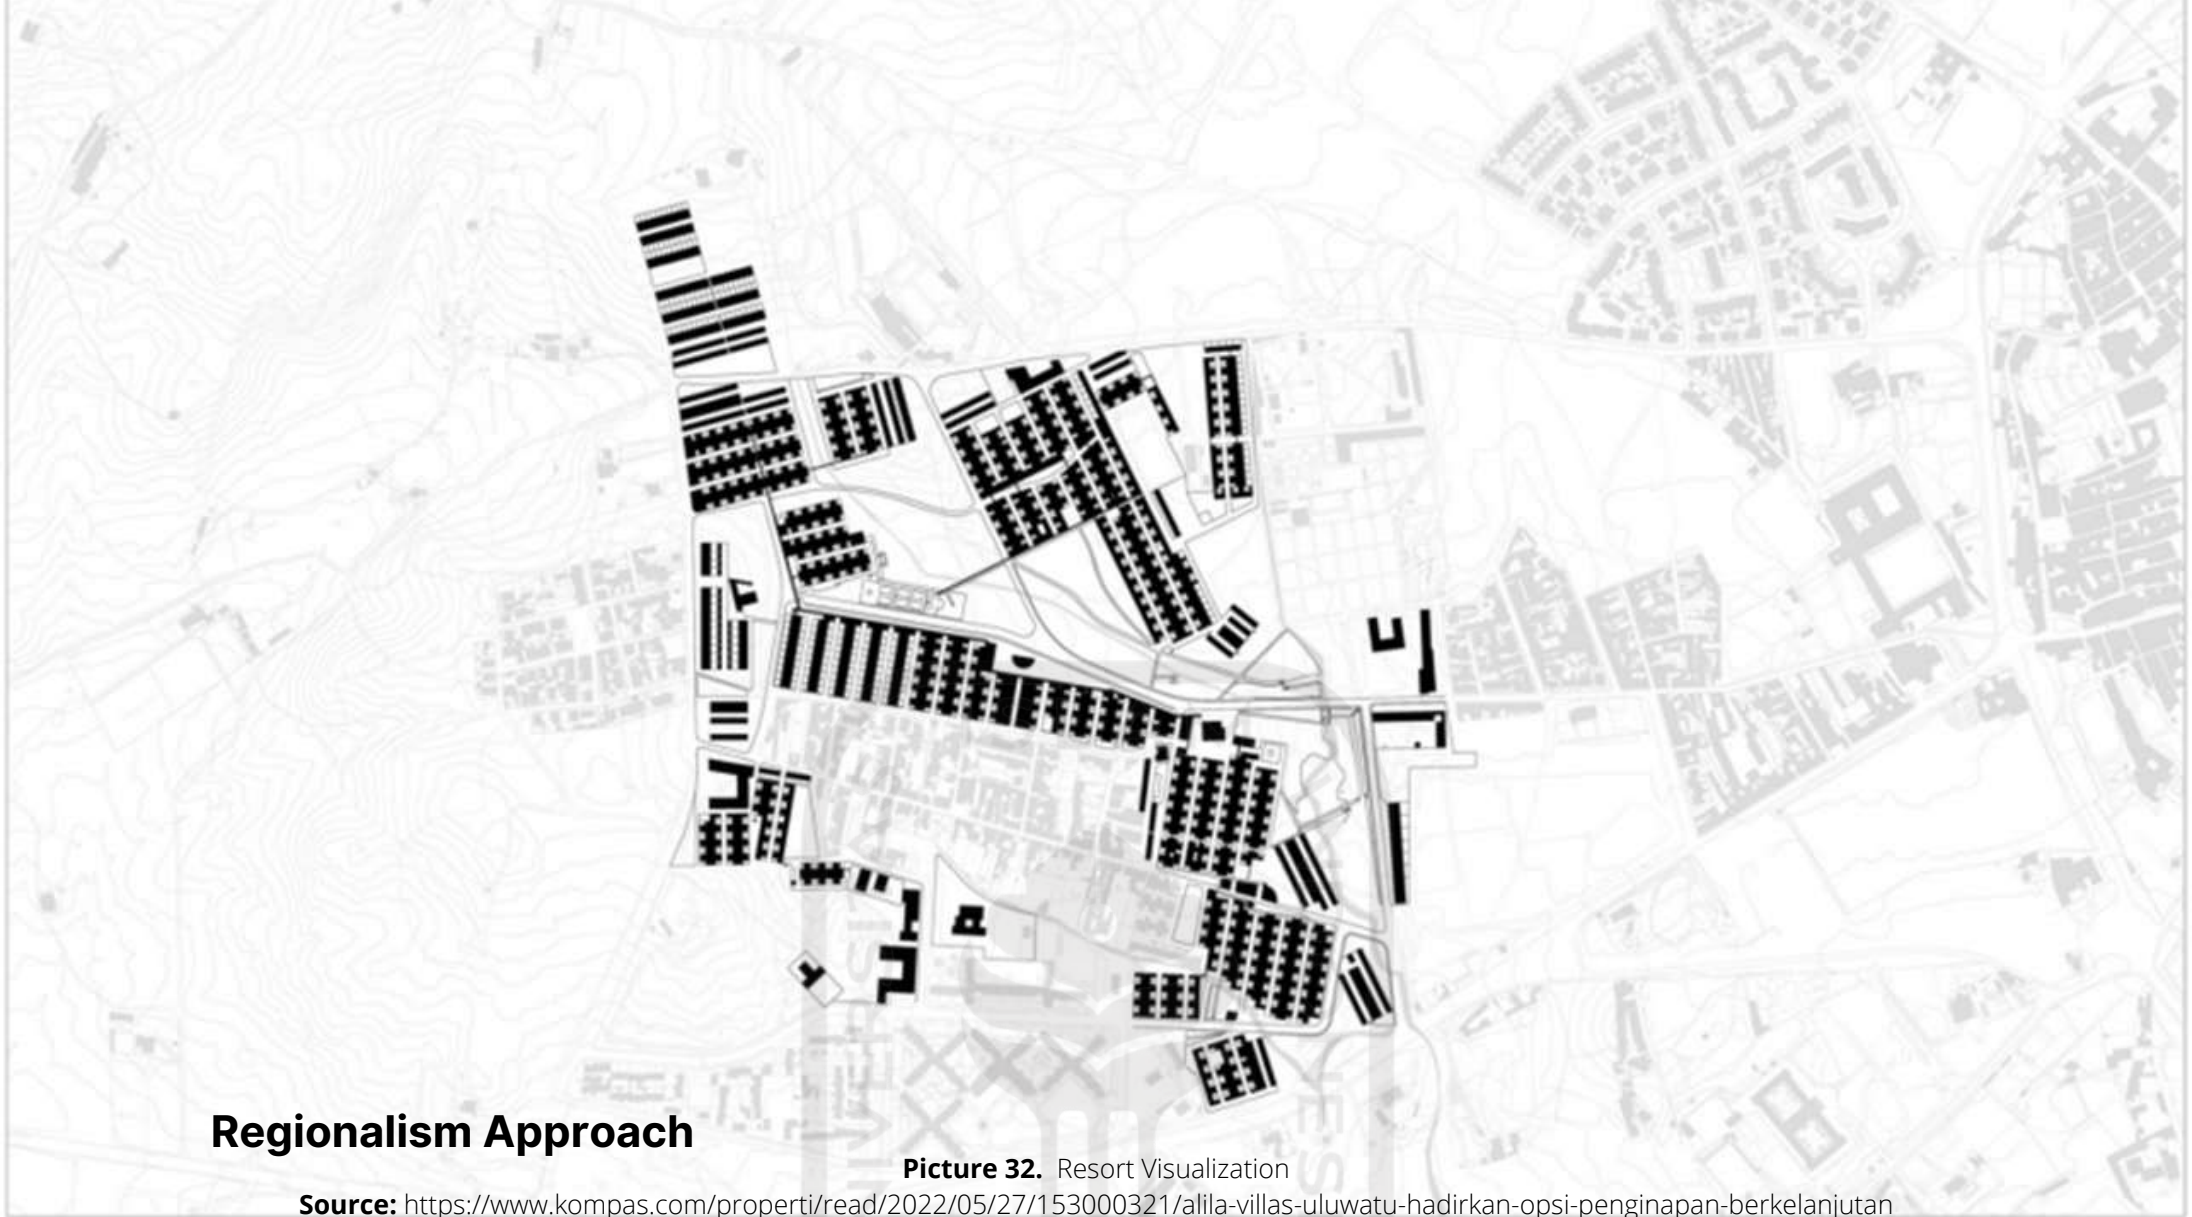 Regionalism Approach
Picture 32. Resort Visualization
Source: https://www.kompas.com/properti/read/2022/05/27/153000321/alila-villas-uluwatu-hadirkan-opsi-penginapan-berkelanjutan